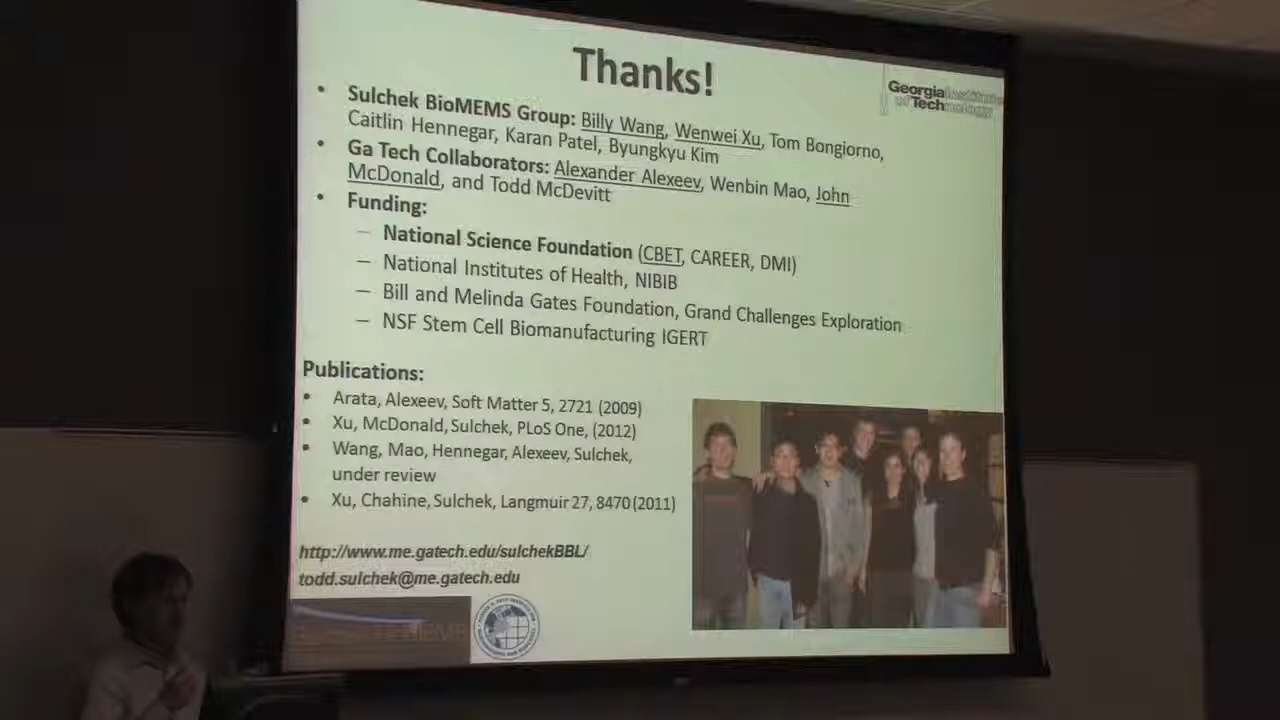 Thanks!
Georgia Institute
of Technology
• Sulchek BioMEMS Group: Billy Wang, Wenwei Xu, Tom Bongiorno,
Caitlin Hennegar, Karan Patel, Byungkyu Kim
• Ga Tech Collaborators: Alexander Alexeev, Wenbin Mao, John
McDonald, and Todd McDevitt
• Funding:
– National Science Foundation (CBET, CAREER, DMI)
– National Institutes of Health, NIBIB
– Bill and Melinda Gates Foundation, Grand Challenges Exploration
– NSF Stem Cell Biomanufacturing IGERT
Publications:
• Arata, Alexeev, Soft Matter 5, 2721 (2009)
• Xu, McDonald, Sulchek, PLoS One, (2012)
• Wang, Mao, Hennegar, Alexeev, Sulchek,
under review
• Xu, Chahine, Sulchek, Langmuir 27, 8470 (2011)
http://www.me.gatech.edu/sulchekBBL/
todd.sulchek@me.gatech.edu